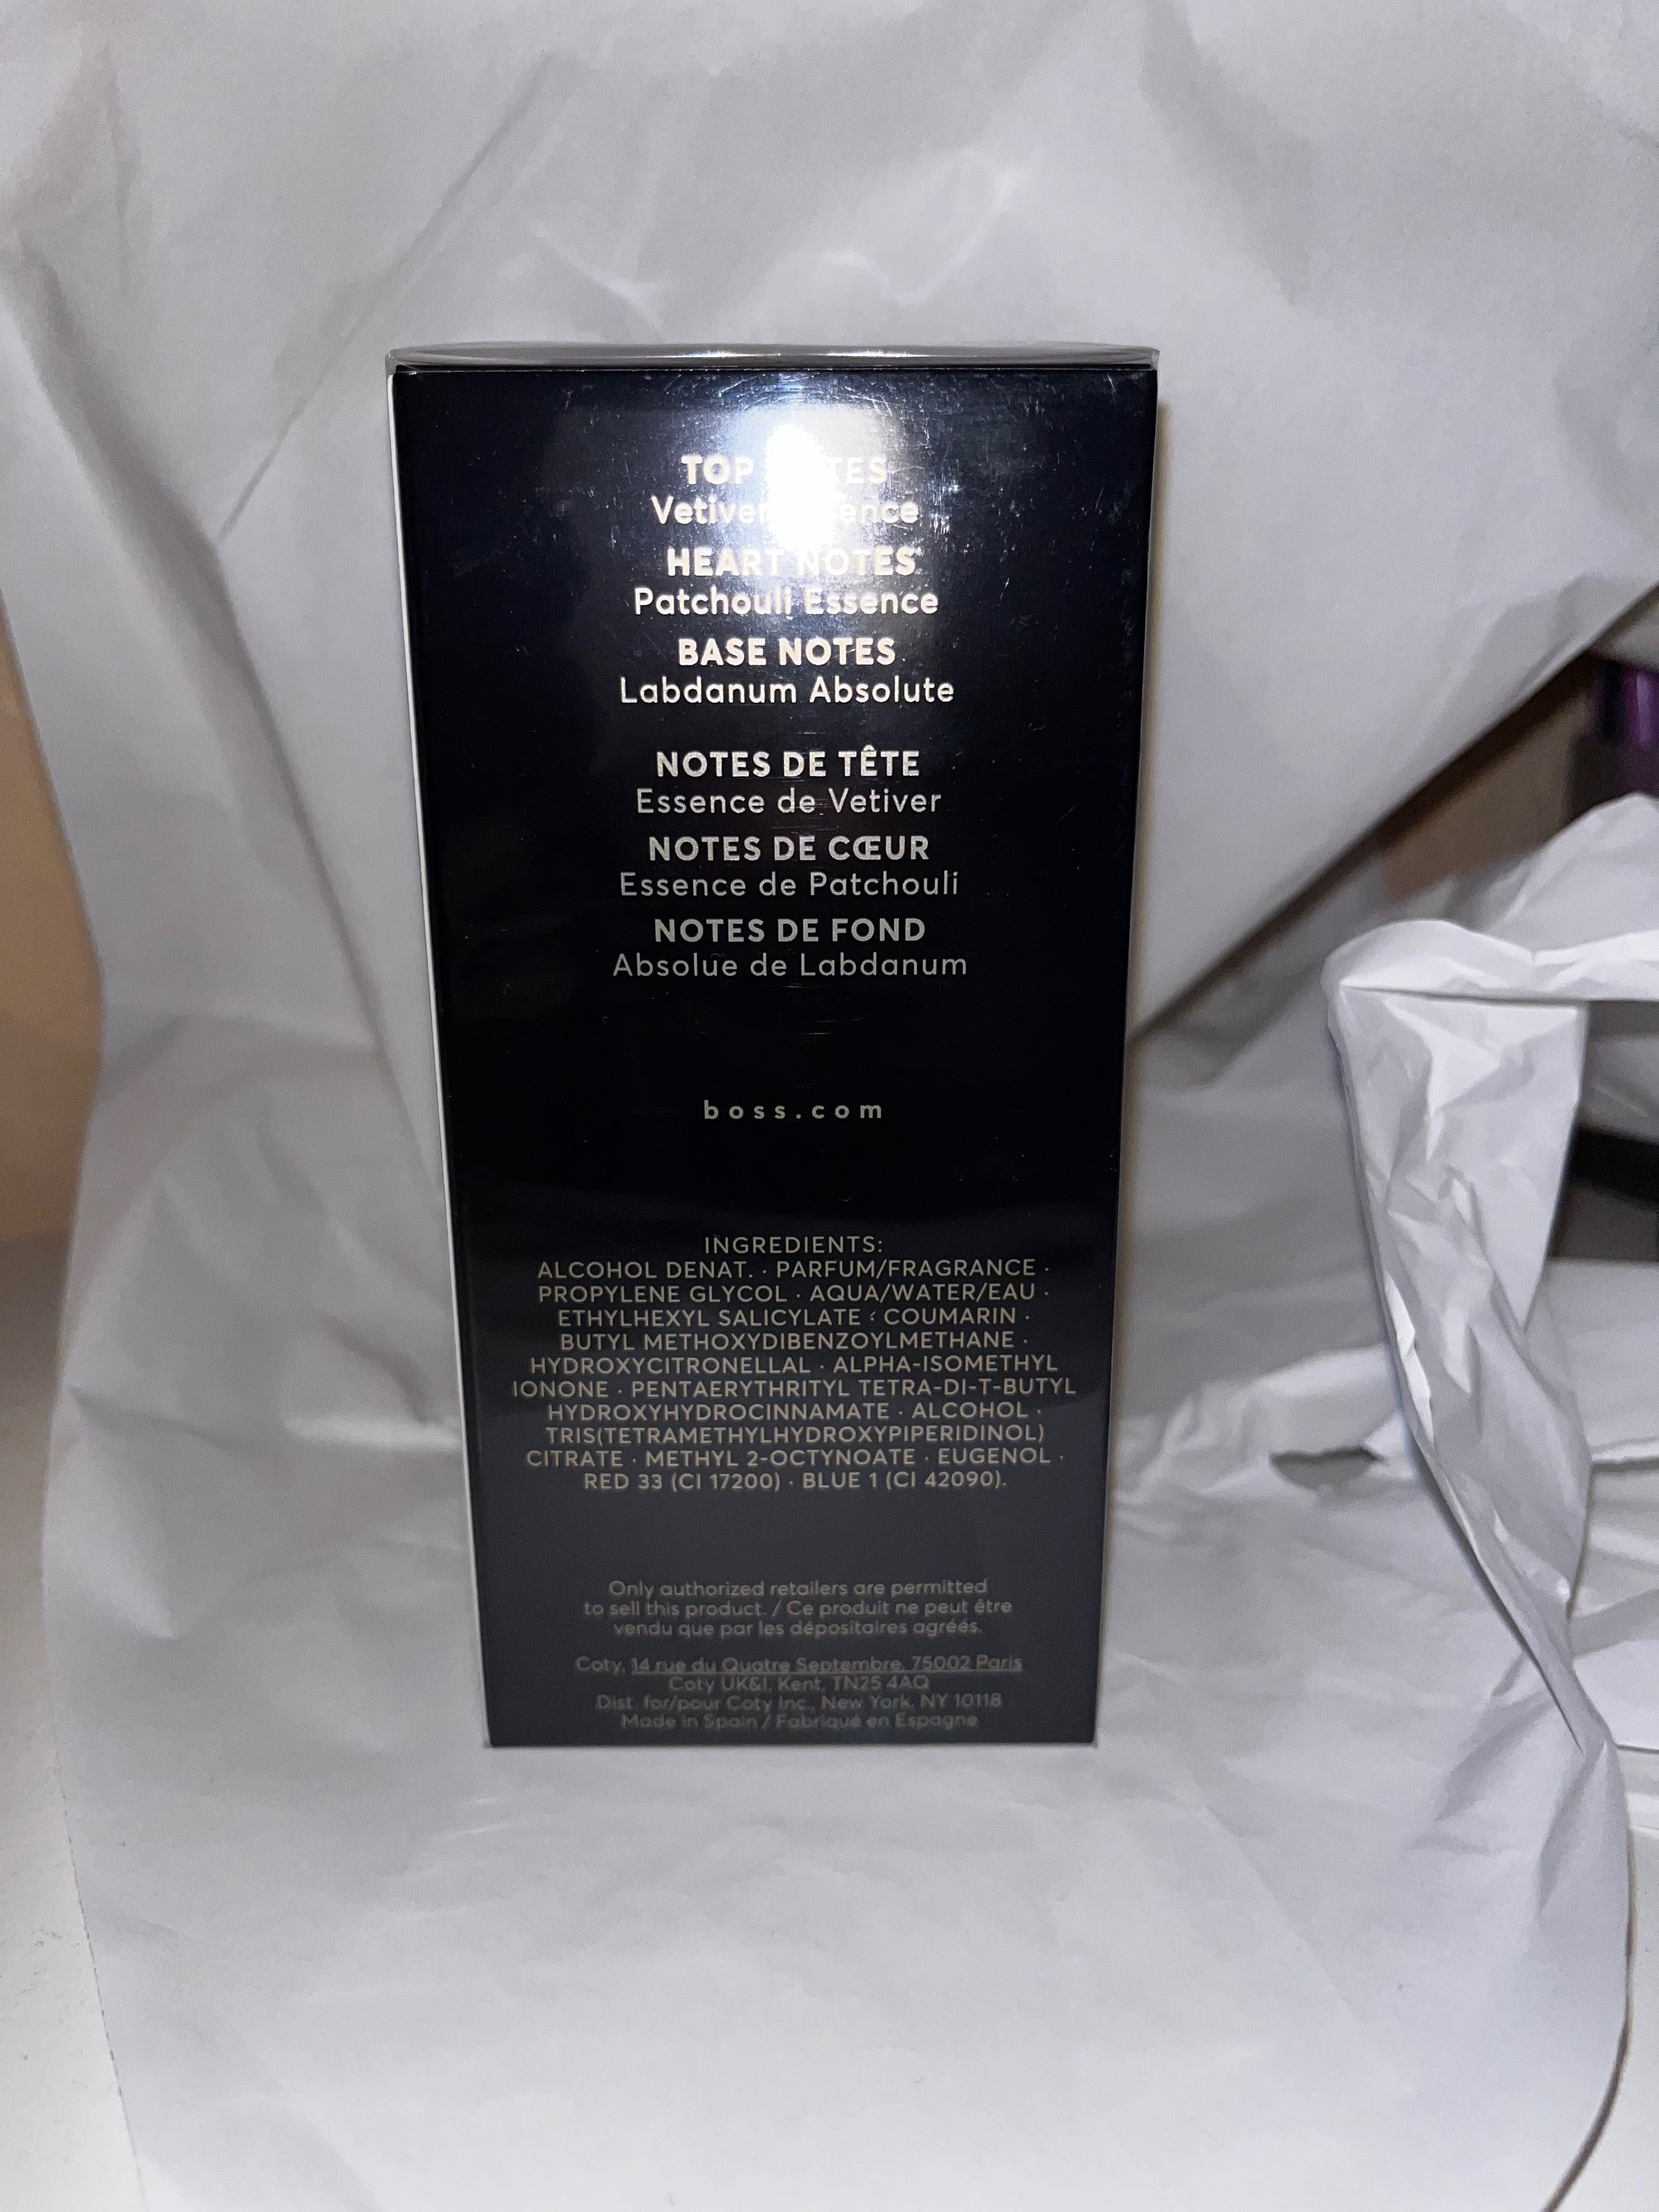 TOP NOTES
Vetiver Essence
HEART NOTES
Patchouli Essence
BASE NOTES
Labdanum Absolute
NOTES DE TÊTE
Essence de Vetiver
NOTES DE CŒUR
Essence de Patchouli
NOTES DE FOND
Absolue de Labdanum
boss.com
INGREDIENTS:
ALCOHOL DENAT. · PARFUM/FRAGRANCE ·
PROPYLENE GLYCOL · AQUA/WATER/EAU ·
ETHYLHEXYL SALICYLATE · COUMARIN ·
BUTYL METHOXYDIBENZOYLMETHANE ·
HYDROXYCITRONELLAL · ALPHA-ISOMETHYL
IONONE · PENTAERYTHRITYL TETRA-DI-T-BUTYL
HYDROXYHYDROCINNAMATE · ALCOHOL ·
TRIS(TETRAMETHYLHYDROXYPIPERIDINOL)
CITRATE · METHYL 2-OCTYNOATE · EUGENOL ·
RED 33 (CI 17200) · BLUE 1 (CI 42090).
Only authorized retailers are permitted
to sell this product. / Ce produit ne peut être
vendu que par les dépositaires agréés.
Coty, 14 rue du Quatre Septembre, 75002 Paris
Coty UK&I, Kent, TN25 4AQ
Dist. for/pour Coty Inc., New York, NY 10118
Made in Spain / Fabriqué en Espagne